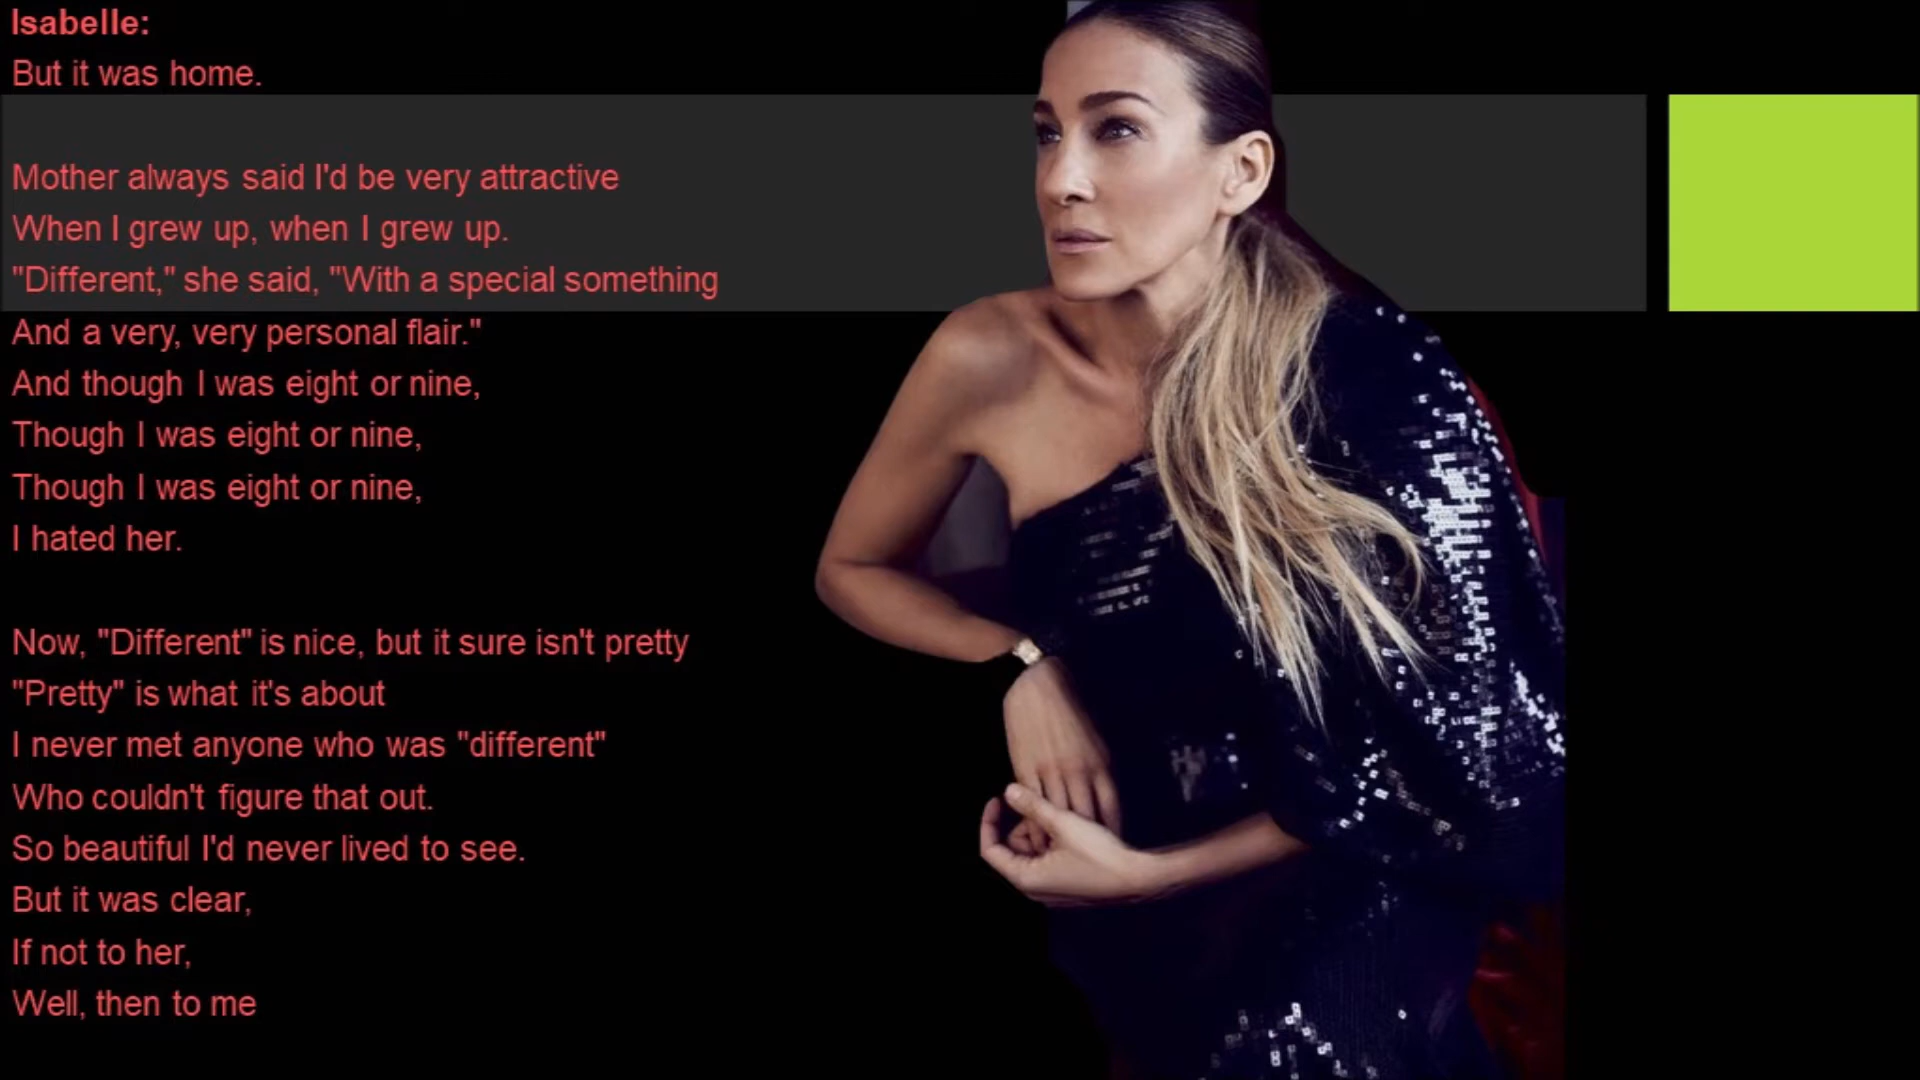 Isabelle:
But it was home.
Mother always said I'd be very attractive
When I grew up, when I grew up.
"Different," she said, "With a special something
And a very, very personal flair."
And though I was eight or nine,
Though I was eight or nine,
Though I was eight or nine,
I hated her.
Now, "Different" is nice, but it sure isn't pretty
"Pretty" is what it's about
I never met anyone who was "different"
Who couldn't figure that out.
So beautiful I'd never lived to see.
But it was clear,
If not to her,
Well, then to me